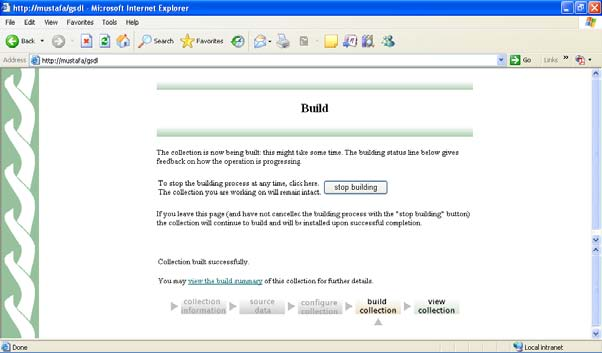 http://mustafa/gsdl - Microsoft Internet Explorer
File Edit View Favorites Tools Help
Back Search Favorites
Address http://mustafa/gsdl Go Links »
Build
The collection is now being built: this might take some time. The building status line below gives
feedback on how the operation is progressing.
To stop the building process at any time, click here.
The collection you are working on will remain intact.
stop building
If you leave this page (and have not cancelled the building process with the "stop building" button)
the collection will continue to build and will be installed upon successful completion.
Collection built successfully.
You may view the build summary of this collection for further details.
collection source configure build view
information data collection collection collection
Done Local intranet